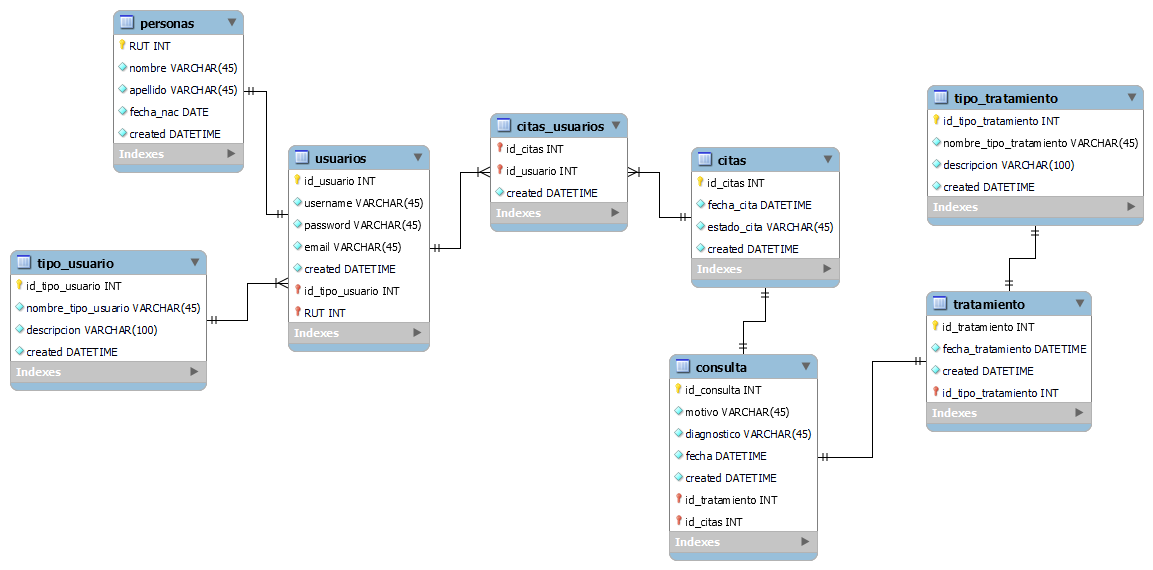 personas
RUT INT
nombre VARCHAR(45)
apellido VARCHAR(45)
fecha_nac DATE
created DATETIME
Indexes
tipo_usuario
id_tipo_usuario INT
nombre_tipo_usuario VARCHAR(45)
descripcion VARCHAR(100)
created DATETIME
Indexes
usuarios
id_usuario INT
username VARCHAR(45)
password VARCHAR(45)
email VARCHAR(45)
created DATETIME
id_tipo_usuario INT
RUT INT
Indexes
citas_usuarios
id_citas INT
id_usuario INT
created DATETIME
Indexes
citas
id_citas INT
fecha_cita DATETIME
estado_cita VARCHAR(45)
created DATETIME
Indexes
consulta
id_consulta INT
motivo VARCHAR(45)
diagnostico VARCHAR(45)
fecha DATETIME
created DATETIME
id_tratamiento INT
id_citas INT
Indexes
tipo_tratamiento
id_tipo_tratamiento INT
nombre_tipo_tratamiento VARCHAR(45)
descripcion VARCHAR(100)
created DATETIME
Indexes
tratamiento
id_tratamiento INT
fecha_tratamiento DATETIME
created DATETIME
id_tipo_tratamiento INT
Indexes